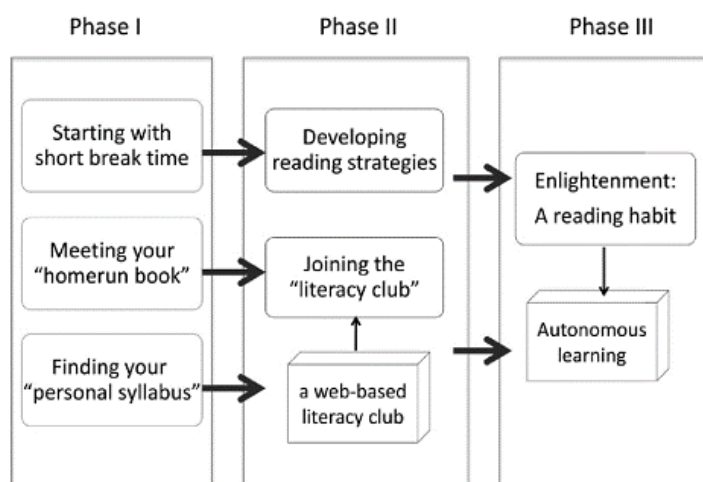 Phase I
Phase II
Phase III
Starting with
short break time
Meeting your
“homerun book”
Finding your
“personal syllabus”
Developing
reading strategies
Joining the
“literacy club”
a web-based
literacy club
Enlightenment:
A reading habit
Autonomous
learning